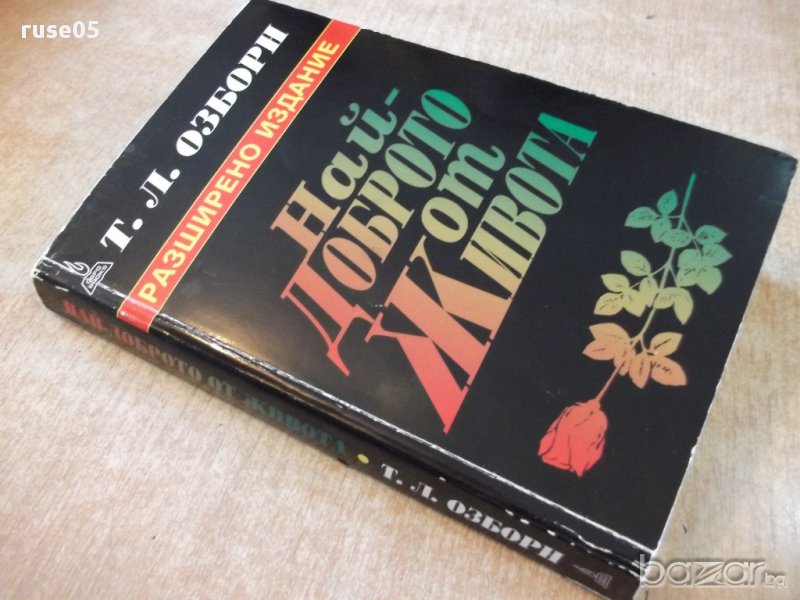 ruse05
Т. Л. ОЗБОРН
РАЗШИРЕНО ИЗДАНИЕ
Най-
ДОБРОТО
от
ЖИВОТА
НАЙ-ДОБРОТО ОТ ЖИВОТА • Т. Л. ОЗБОРН
bazar.bg